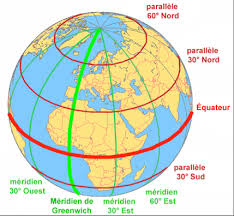 parallèle
60° Nord
parallèle
30° Nord
Équateur
parallèle
30° Sud
méridien
60° Est
méridien
30° Est
Méridien de
Greenwich
méridien
30° Ouest